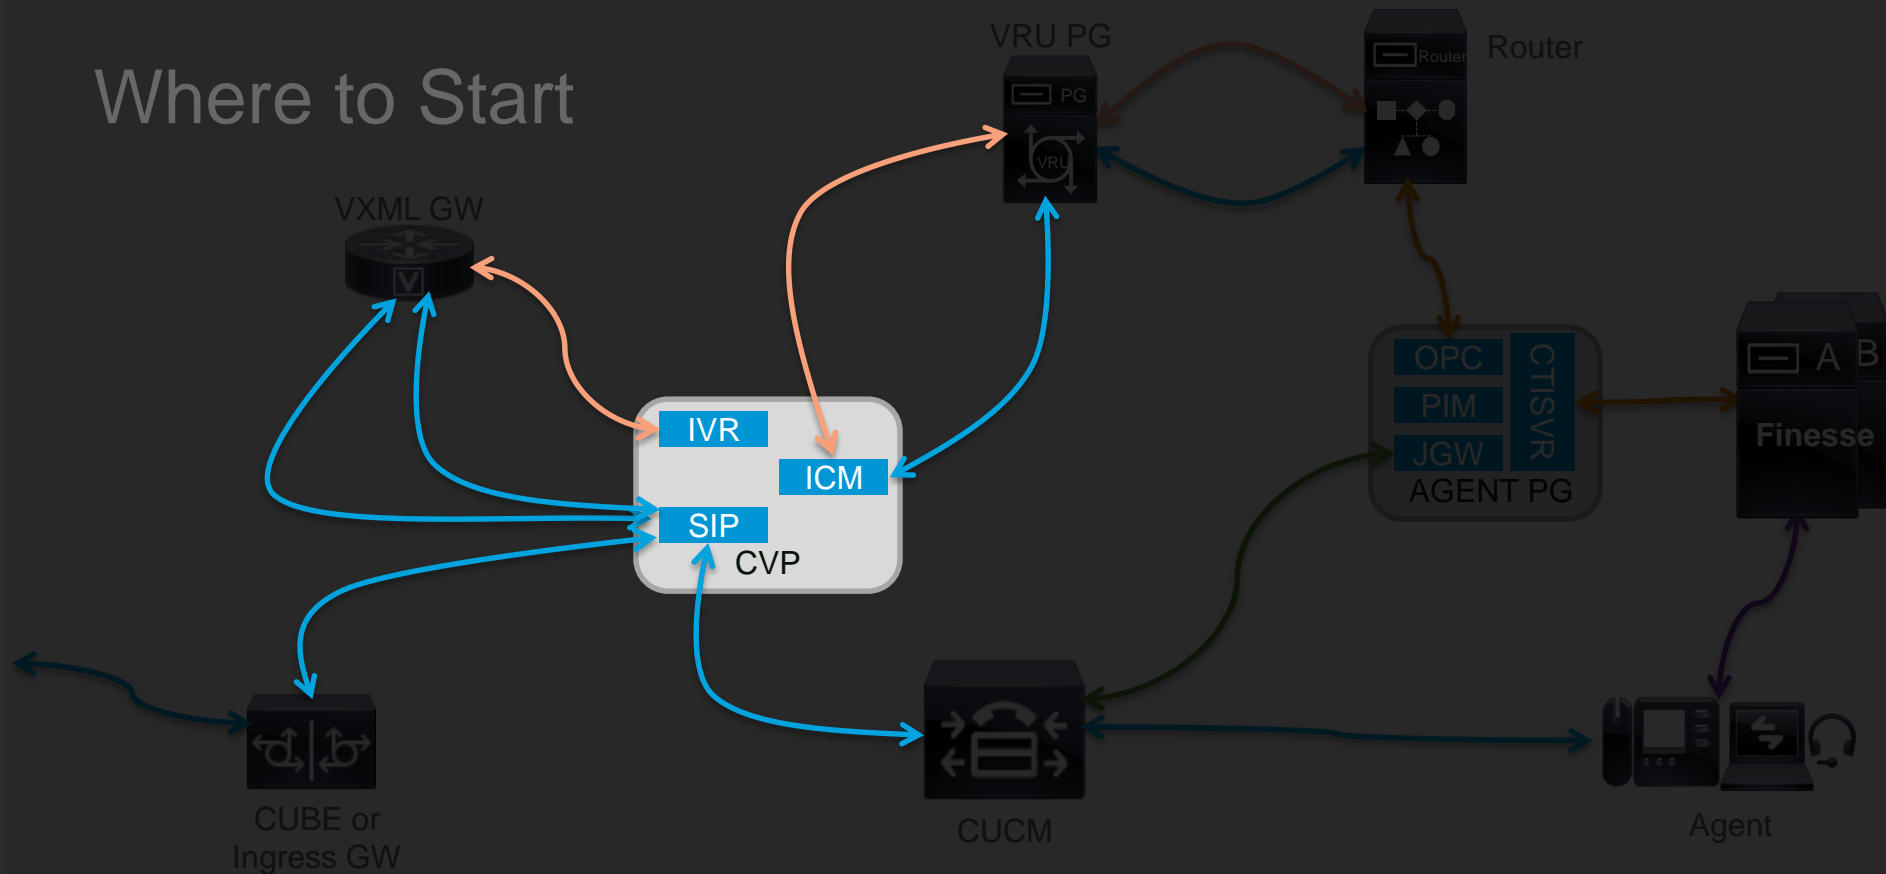 Where to Start
VRU PG
PG
VRU
Router
Router
VXML GW
V
IVR
ICM
SIP
CVP
OPC
PIM
JGW
CTISVR
AGENT PG
A
B
Finesse
CUBE or
Ingress GW
CUCM
Agent